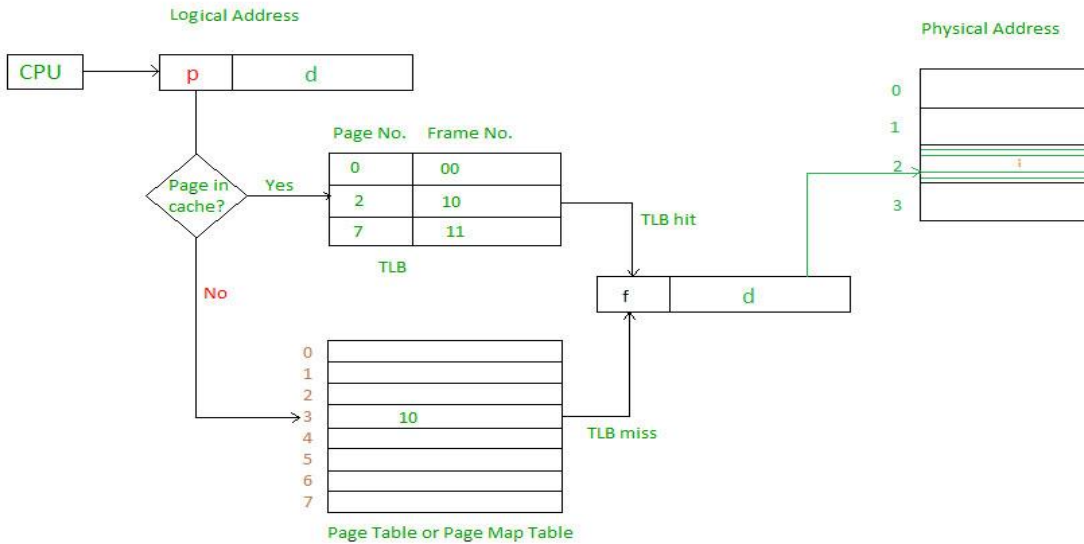 Logical Address
Physical Address
CPU
p d
0
1
2 i
3
Page No. Frame No.
0 00
2 10
7 11
TLB
Page in
cache?
Yes
No
TLB hit
f d
TLB miss
0
1
2
3 10
4
5
6
7
Page Table or Page Map Table